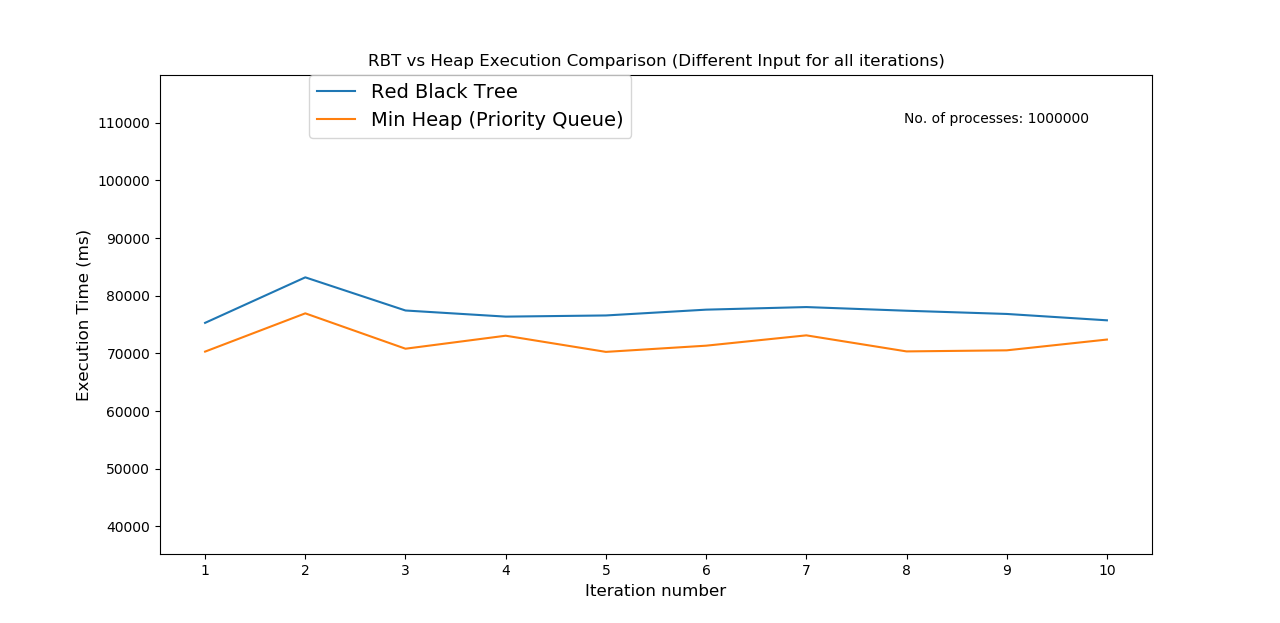 RBT vs Heap Execution Comparison (Different Input for all iterations)
Red Black Tree
Min Heap (Priority Queue)
No. of processes: 1000000
110000
100000
90000
80000
70000
60000
50000
40000
Execution Time (ms)
1 2 3 4 5 6 7 8 9 10
Iteration number